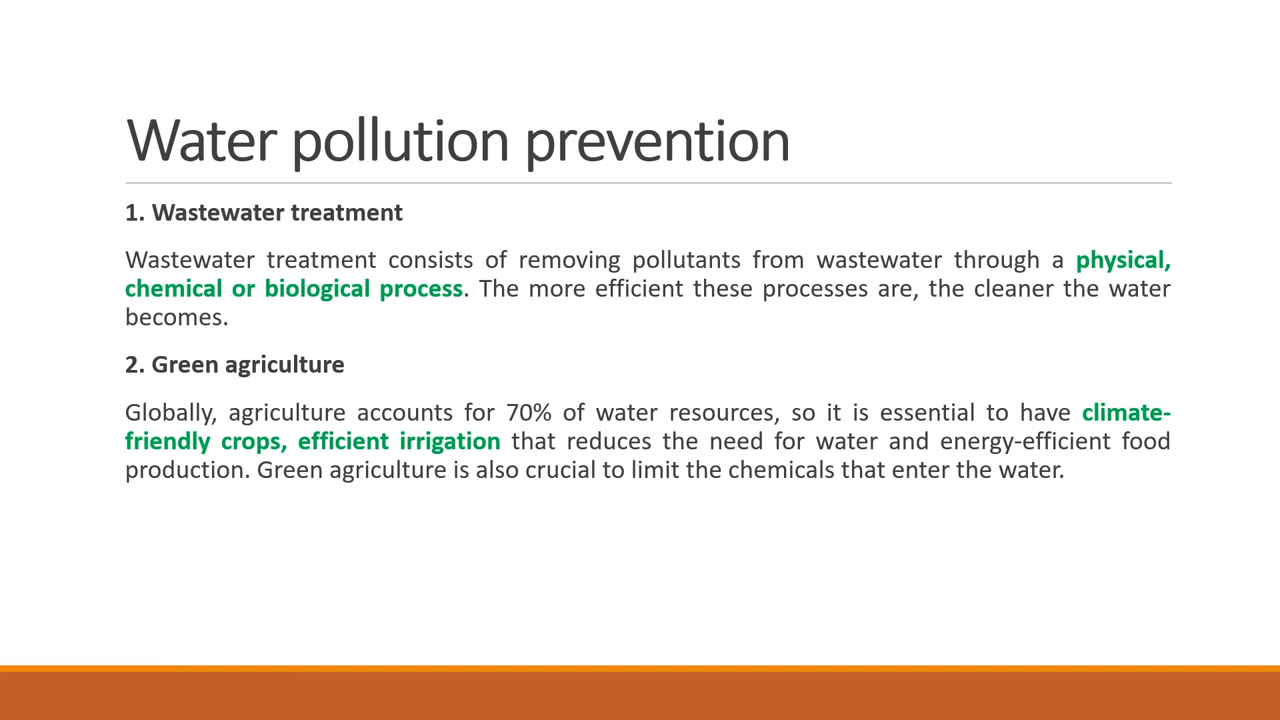 Water pollution prevention
1. Wastewater treatment
Wastewater treatment consists of removing pollutants from wastewater through a physical,
chemical or biological process. The more efficient these processes are, the cleaner the water
becomes.
2. Green agriculture
Globally, agriculture accounts for 70% of water resources, so it is essential to have climate-
friendly crops, efficient irrigation that reduces the need for water and energy-efficient food
production. Green agriculture is also crucial to limit the chemicals that enter the water.